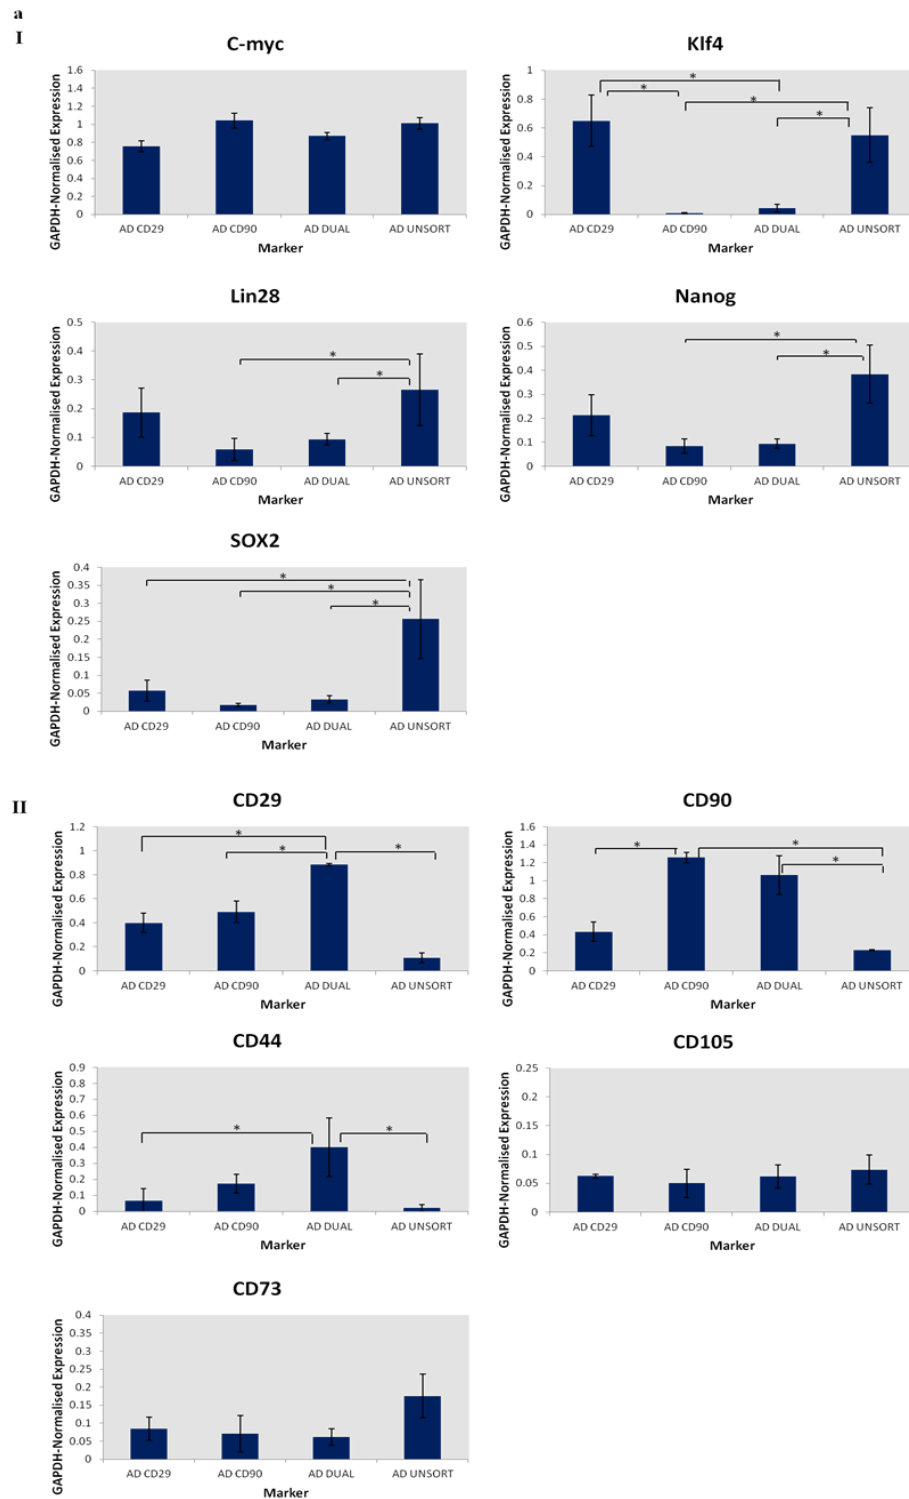 a
I
C-myc
GAPDH-Normalised Expression
1.6
1.4
1.2
1
0.8
0.6
0.4
0.2
0
AD CD29 AD CD90 AD DUAL AD UNSORT
Marker
Klf4
GAPDH-Normalised Expression
1
0.8
0.6
0.4
0.2
0
* * * *
AD CD29 AD CD90 AD DUAL AD UNSORT
Marker
Lin28
GAPDH-Normalised Expression
0.5
0.4
0.3
0.2
0.1
0
* *
AD CD29 AD CD90 AD DUAL AD UNSORT
Marker
Nanog
GAPDH-Normalised Expression
0.6
0.5
0.4
0.3
0.2
0.1
0
* *
AD CD29 AD CD90 AD DUAL AD UNSORT
Marker
SOX2
GAPDH-Normalised Expression
0.4
0.35
0.3
0.25
0.2
0.15
0.1
0.05
0
* * *
AD CD29 AD CD90 AD DUAL AD UNSORT
Marker
II
CD29
GAPDH-Normalised Expression
1.2
1
0.8
0.6
0.4
0.2
0
* * *
AD CD29 AD CD90 AD DUAL AD UNSORT
Marker
CD90
GAPDH-Normalised Expression
1.6
1.4
1.2
1
0.8
0.6
0.4
0.2
0
* * *
AD CD29 AD CD90 AD DUAL AD UNSORT
Marker
CD44
GAPDH-Normalised Expression
0.9
0.8
0.7
0.6
0.5
0.4
0.3
0.2
0.1
0
* *
AD CD29 AD CD90 AD DUAL AD UNSORT
Marker
CD105
GAPDH-Normalised Expression
0.25
0.2
0.15
0.1
0.05
0
AD CD29 AD CD90 AD DUAL AD UNSORT
Marker
CD73
GAPDH-Normalised Expression
0.4
0.35
0.3
0.25
0.2
0.15
0.1
0.05
0
AD CD29 AD CD90 AD DUAL AD UNSORT
Marker